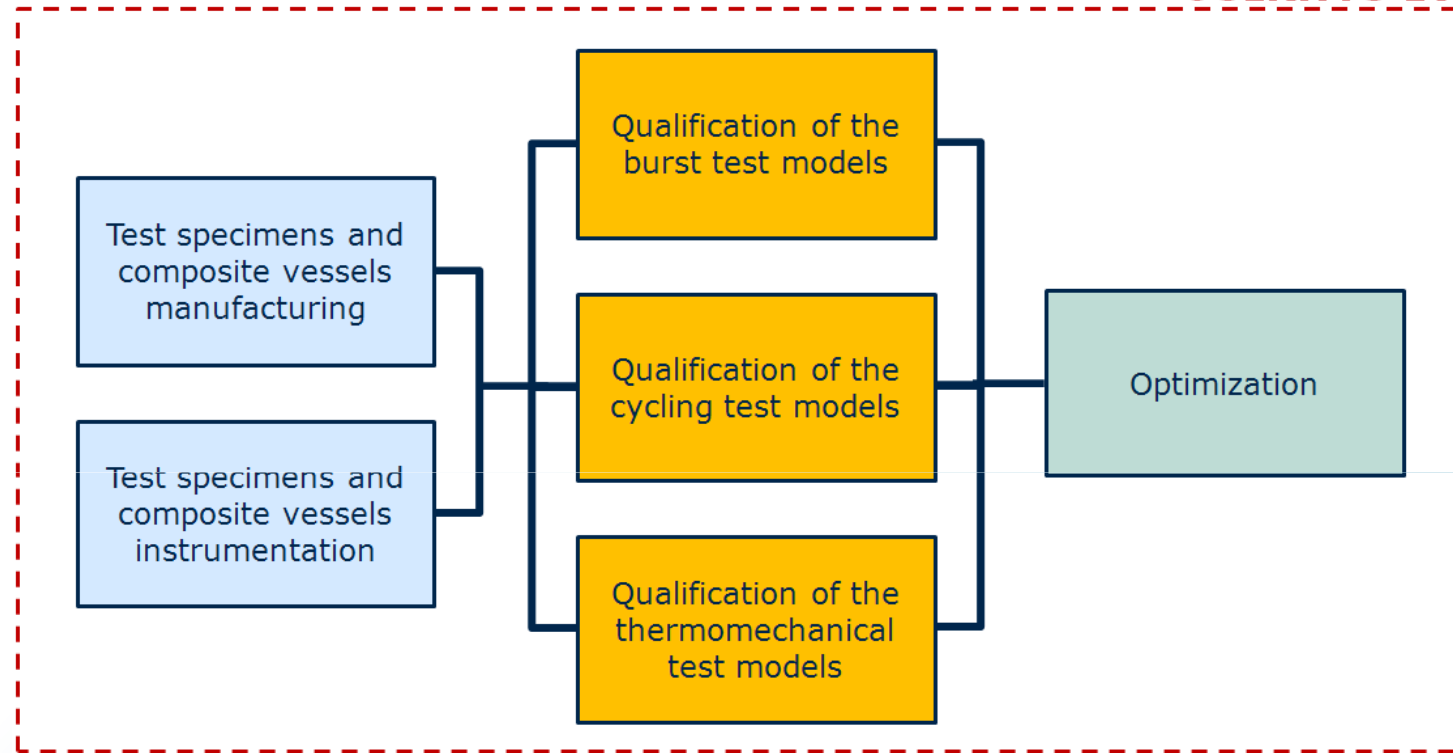 Test specimens and
composite vessels
manufacturing
Test specimens and
composite vessels
instrumentation
Qualification of the
burst test models
Qualification of the
cycling test models
Qualification of the
thermomechanical
test models
Optimization